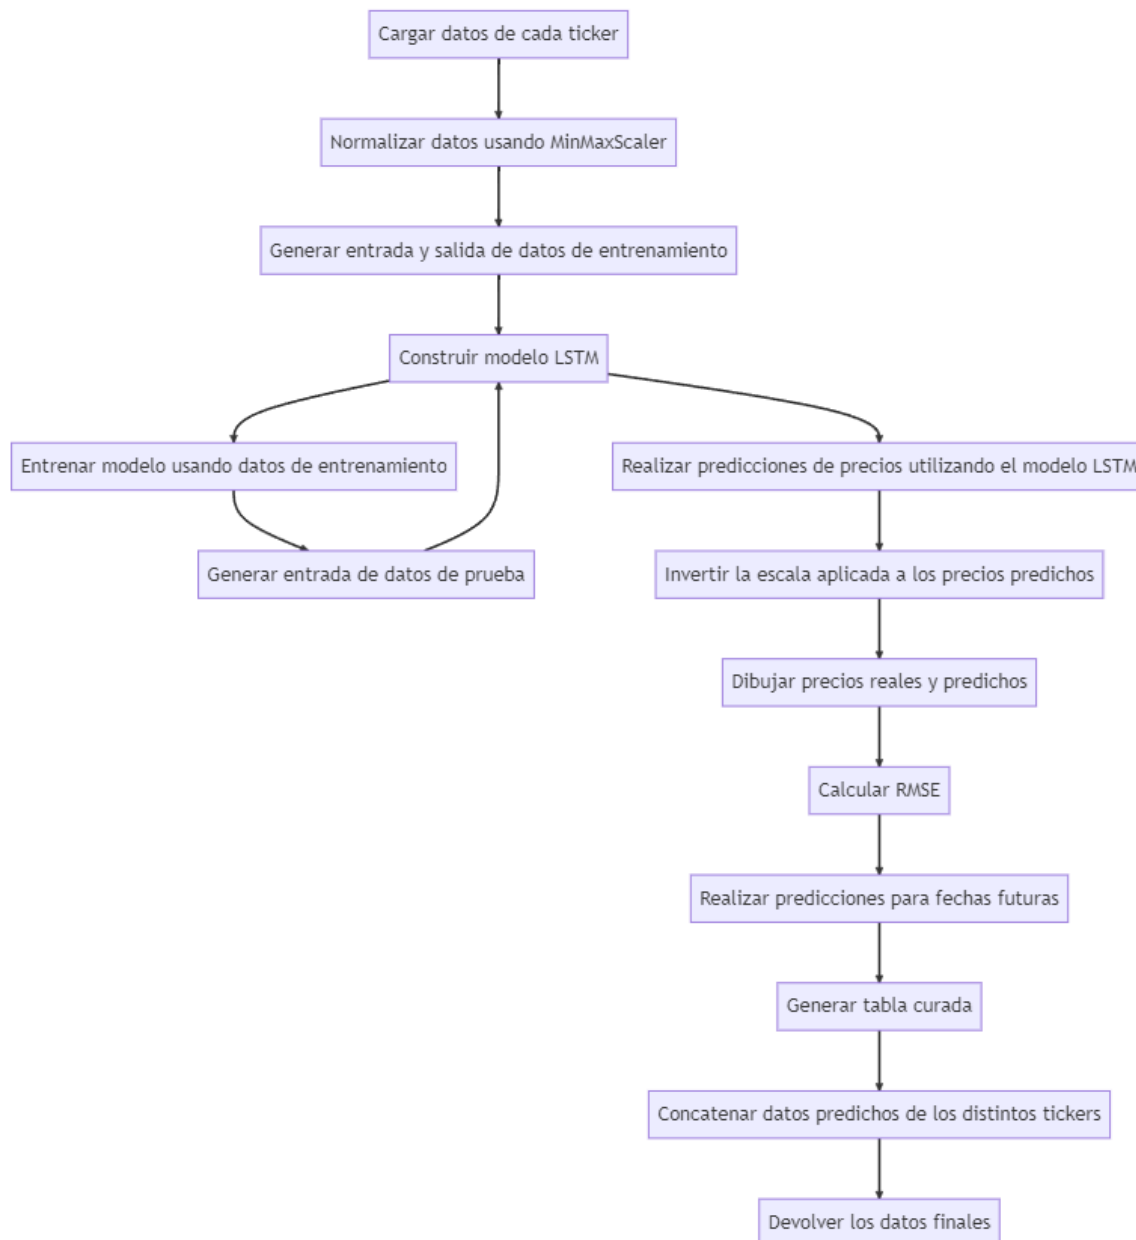 Cargar datos de cada ticker
Normalizar datos usando MinMaxScaler
Generar entrada y salida de datos de entrenamiento
Construir modelo LSTM
Entrenar modelo usando datos de entrenamiento
Generar entrada de datos de prueba
Realizar predicciones de precios utilizando el modelo LSTM
Invertir la escala aplicada a los precios predichos
Dibujar precios reales y predichos
Calcular RMSE
Realizar predicciones para fechas futuras
Generar tabla curada
Concatenar datos predichos de los distintos tickers
Devolver los datos finales